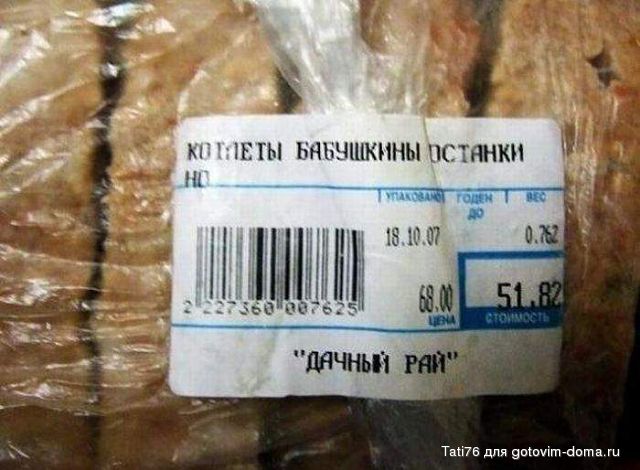 КОТЛЕТЫ БАБУШКИНЫ ОСТАНКИ
НО
УПАКОВАНО ГОДЕН ДО ВЕС
18.10.07 0.762
68.00 51.82
ЦЕНА СТОИМОСТЬ
2 227360 007625
"ДАЧНЫЙ РАЙ"
Tati76 для gotovim-doma.ru